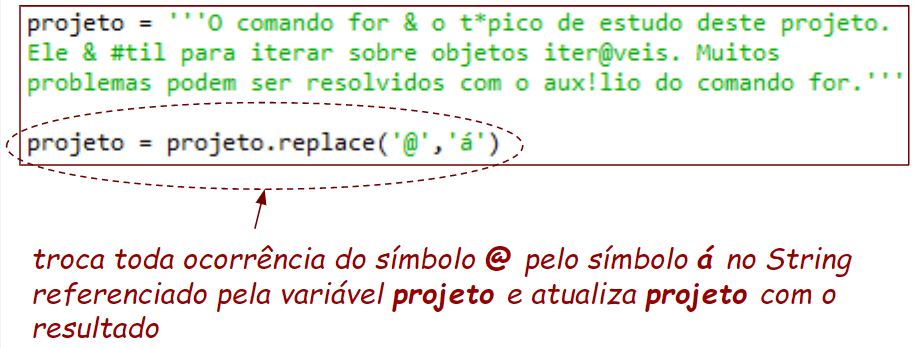 projeto = '''O comando for & o t*pico de estudo deste projeto.
Ele & #til para iterar sobre objetos iter@veis. Muitos
problemas podem ser resolvidos com o aux!lio do comando for.'''
projeto = projeto.replace('@','á')
troca toda ocorrência do símbolo @ pelo símbolo á no String
referenciado pela variável projeto e atualiza projeto com o
resultado